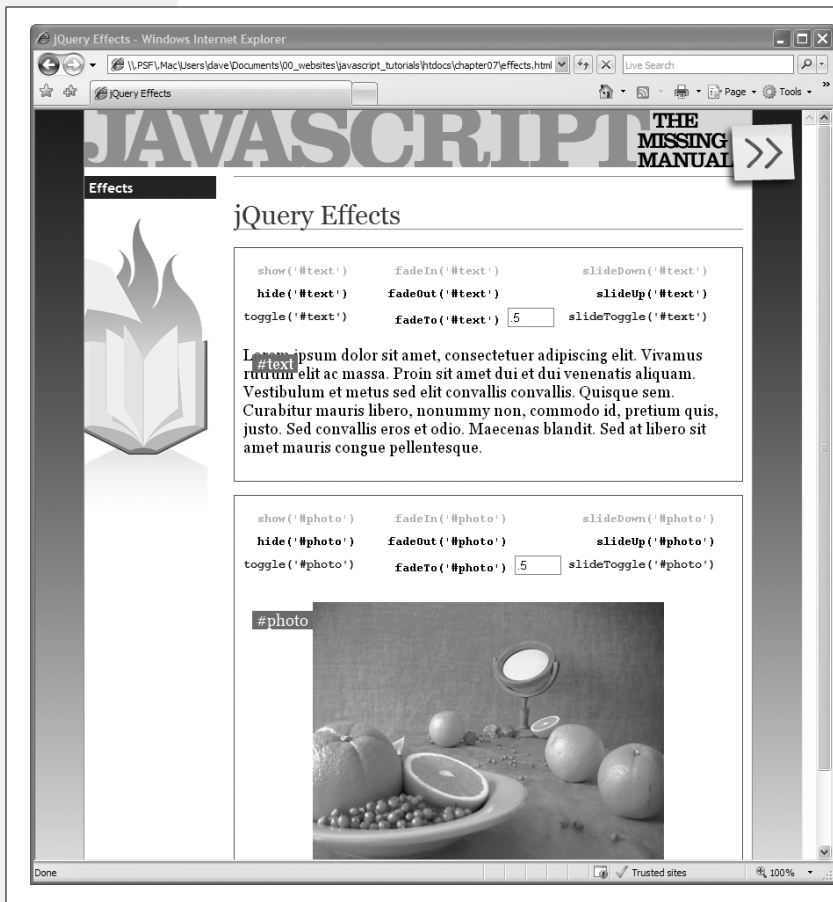 jQuery Effects - Windows Internet Explorer
\\.PSF\.Mac\Users\dave\Documents\00_websites\javascript_tutorials\htdocs\chapter07\effects.html
Live Search
jQuery Effects
Page
Tools
JAVASCRIPT
THE
MISSING
MANUAL
Effects
jQuery Effects
show('#text') fadeIn('#text') slideDown('#text')
hide('#text') fadeOut('#text') slideUp('#text')
toggle('#text') fadeTo('#text') .5 slideToggle('#text')
#text
Lorem ipsum dolor sit amet, consectetuer adipiscing elit. Vivamus
rutrum elit ac massa. Proin sit amet dui et dui venenatis aliquam.
Vestibulum et metus sed elit convallis convallis. Quisque sem.
Curabitur mauris libero, nonummy non, commodo id, pretium quis,
justo. Sed convallis eros et odio. Maecenas blandit. Sed at libero sit
amet mauris congue pellentesque.
show('#photo') fadeIn('#photo') slideDown('#photo')
hide('#photo') fadeOut('#photo') slideUp('#photo')
toggle('#photo') fadeTo('#photo') .5 slideToggle('#photo')
#photo
Done
Trusted sites
100%